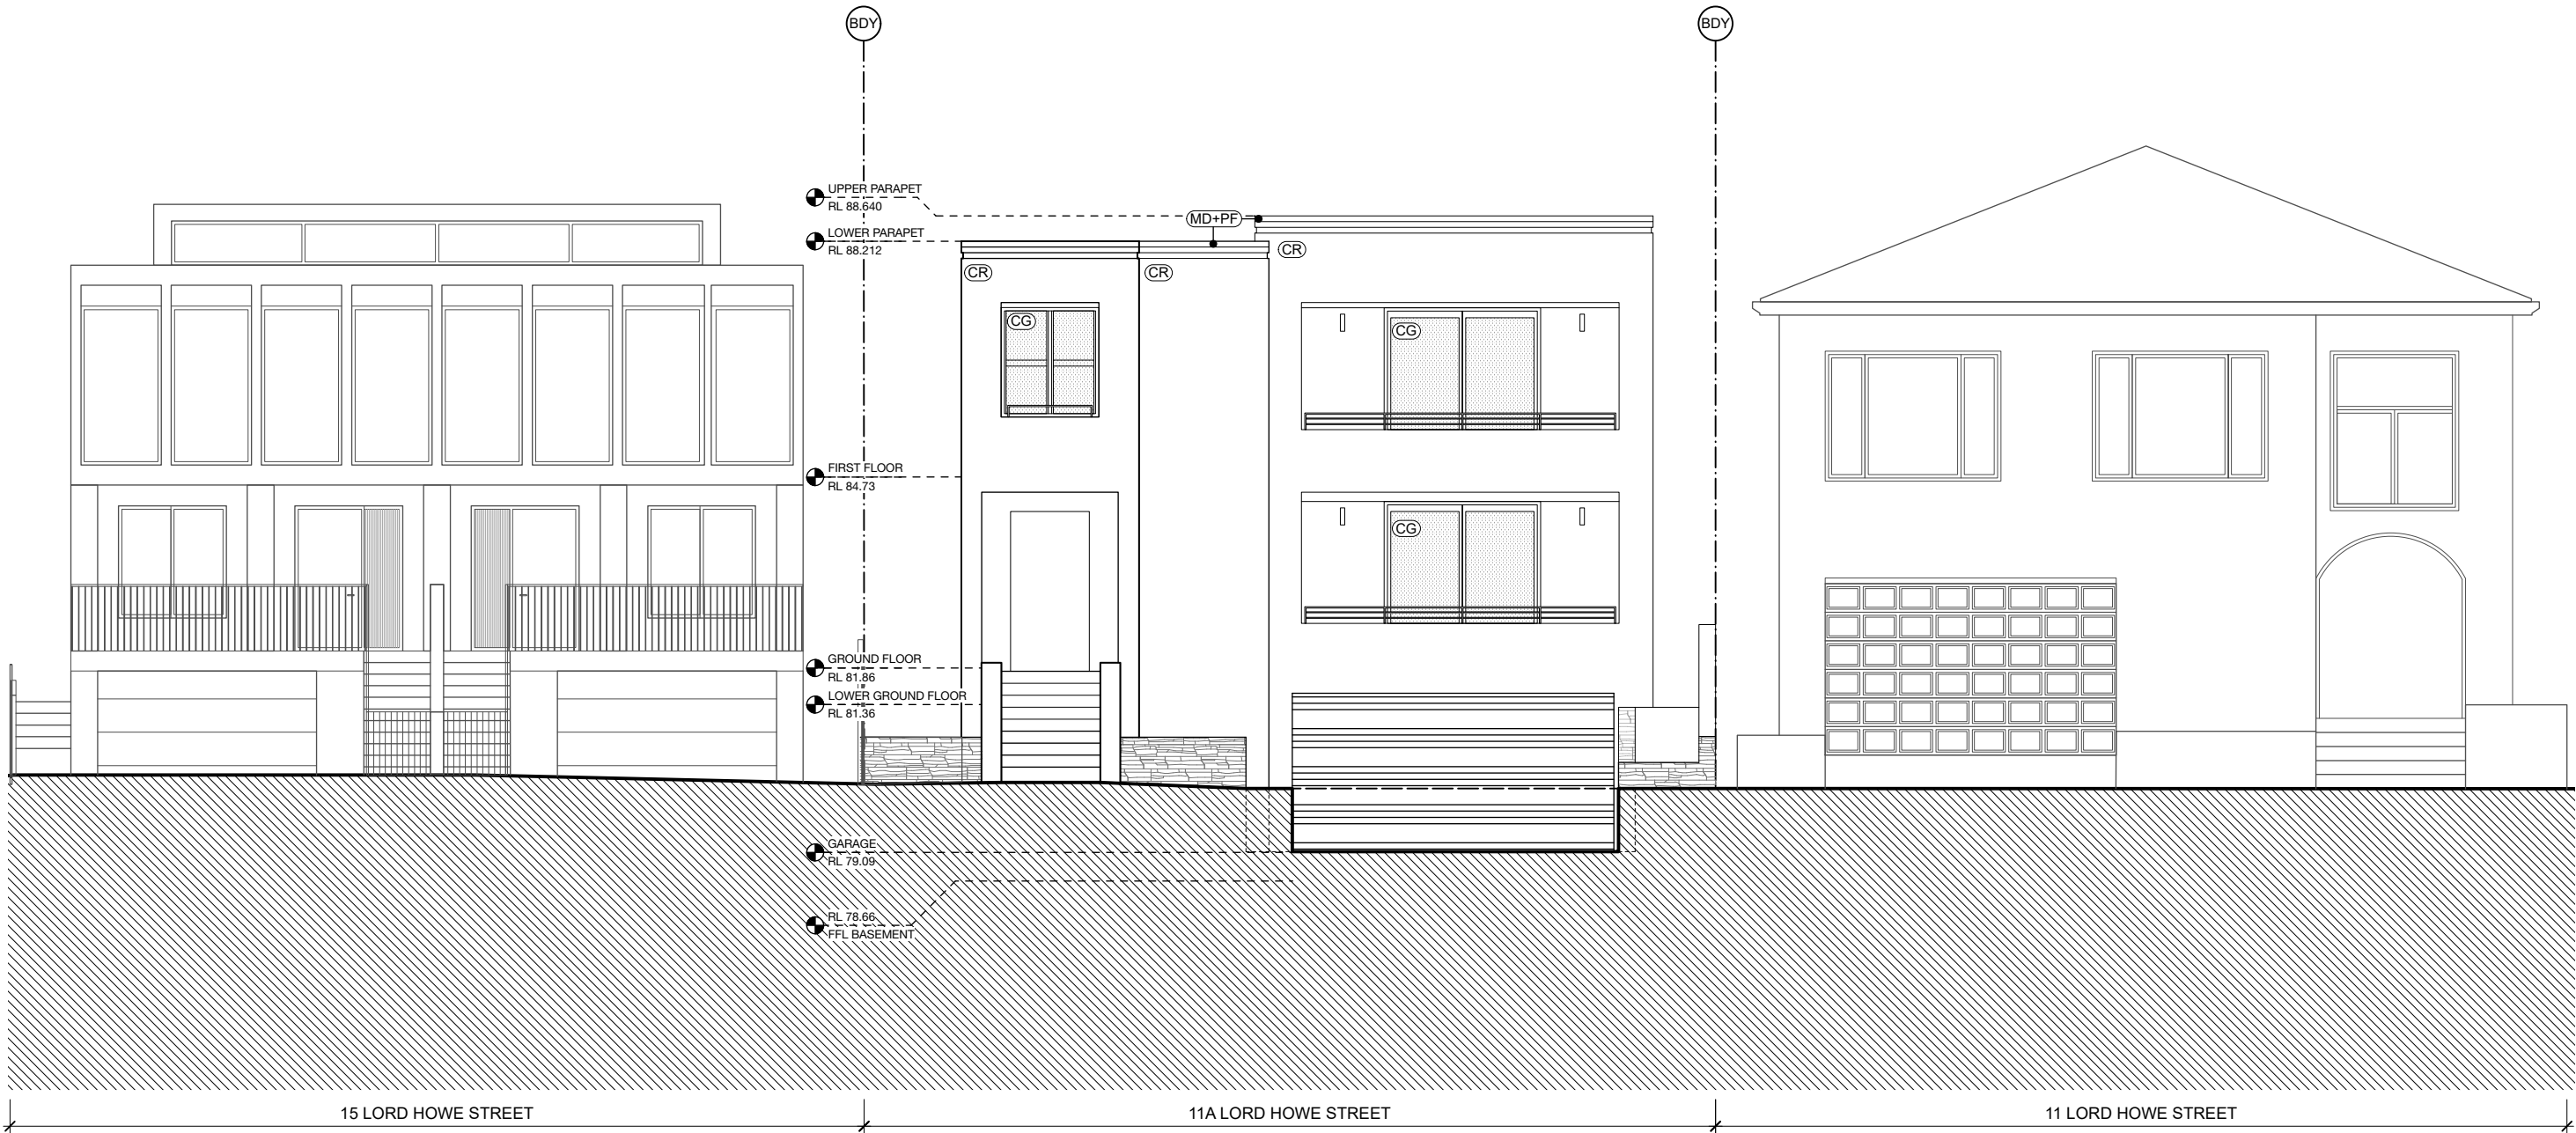 BDY
BDY
UPPER PARAPET
RL 88.640
MD+PF
LOWER PARAPET
RL 88.212
CR
CR
CR
CG
CG
FIRST FLOOR
RL 84.73
CG
GROUND FLOOR
RL 81.86
LOWER GROUND FLOOR
RL 81.36
GARAGE
RL 79.09
RL 78.66
FFL BASEMENT
15 LORD HOWE STREET
11A LORD HOWE STREET
11 LORD HOWE STREET